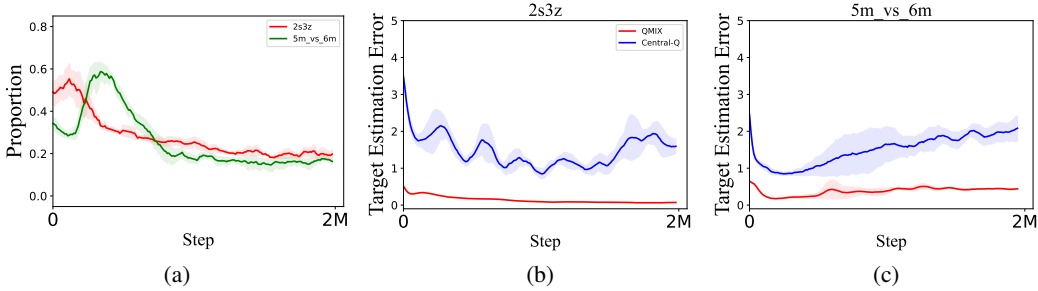 0.8
0.6
0.4
0.2
0.0
Proportion
2s3z
5m_vs_6m
0
2M
Step
(a)
2s3z
5
4
3
2
1
0
Target Estimation Error
QMIX
Central-Q
0
2M
Step
(b)
5m_vs_6m
5
4
3
2
1
0
Target Estimation Error
0
2M
Step
(c)